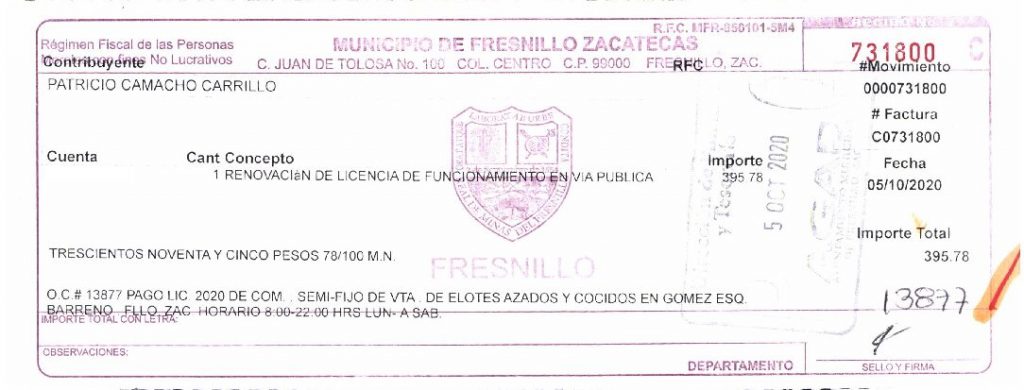 R.F.C. MFR-850101-5M4
Régimen Fiscal de las Personas
MUNICIPIO DE FRESNILLO ZACATECAS
No Lucrativos
C. JUAN DE TOLOSA No. 100 COL. CENTRO C.P. 99000 FRESNILLO, ZAC.
731800 C
Contribuyente
RFC
#Movimiento
PATRICIO CAMACHO CARRILLO
0000731800
# Factura
C0731800
Cuenta Cant Concepto Importe
Fecha
1 RENOVACIèN DE LICENCIA DE FUNCIONAMIENTO EN VIA PUBLICA 395 78
05/10/2020
y
5 OCT 2020
MINAS DEL FRESNILLO
Importe Total
395.78
TRESCIENTOS NOVENTA Y CINCO PESOS 78/100 M.N.
FRESNILLO
O.C.# 13877 PAGO LIC. 2020 DE COM. . SEMI-FIJO DE VTA . DE ELOTES AZADOS Y COCIDOS EN GOMEZ ESQ.
13877
BARRENO FLLO. ZAC HORARIO 8:00-22:00 HRS LUN- A SAB.
IMPORTE TOTAL CON LETRA:
OBSERVACIONES:
DEPARTAMENTO
SELLO Y FIRMA